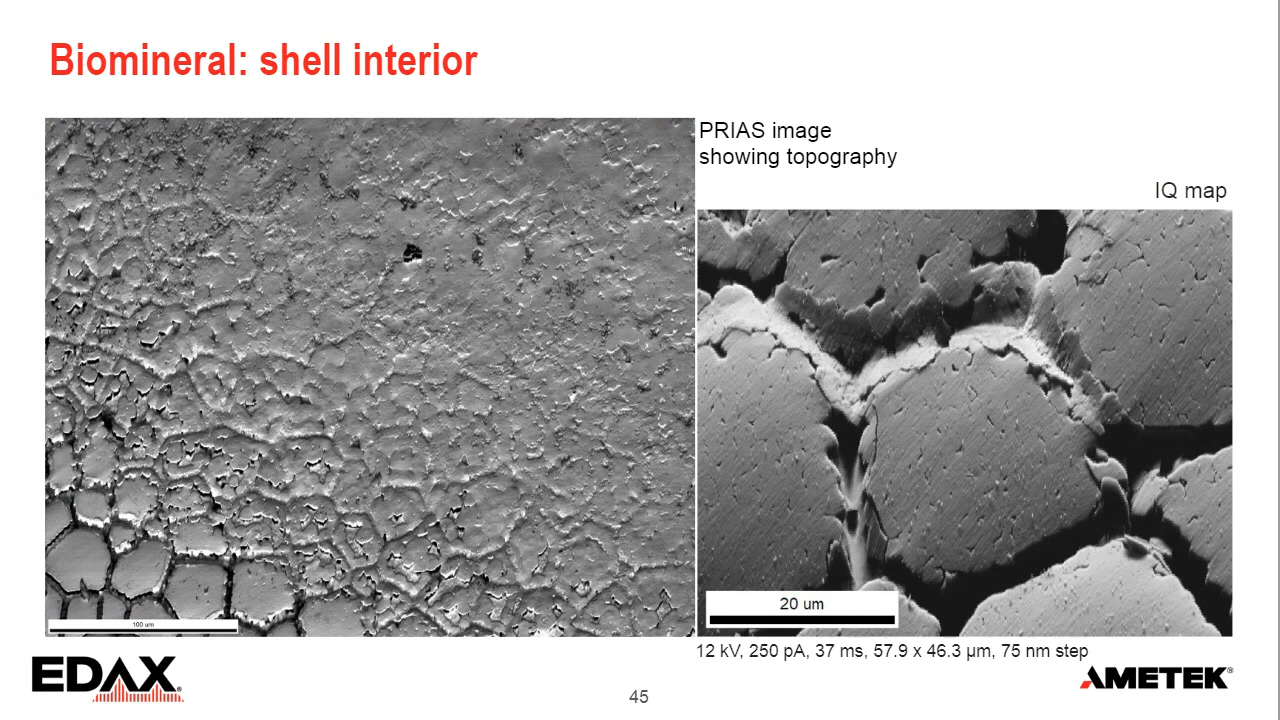 Biomineral: shell interior
PRIAS image
showing topography
IQ map
100 um
20 um
12 kV, 250 pA, 37 ms, 57.9 x 46.3 µm, 75 nm step
EDAX®
45
AMETEK®